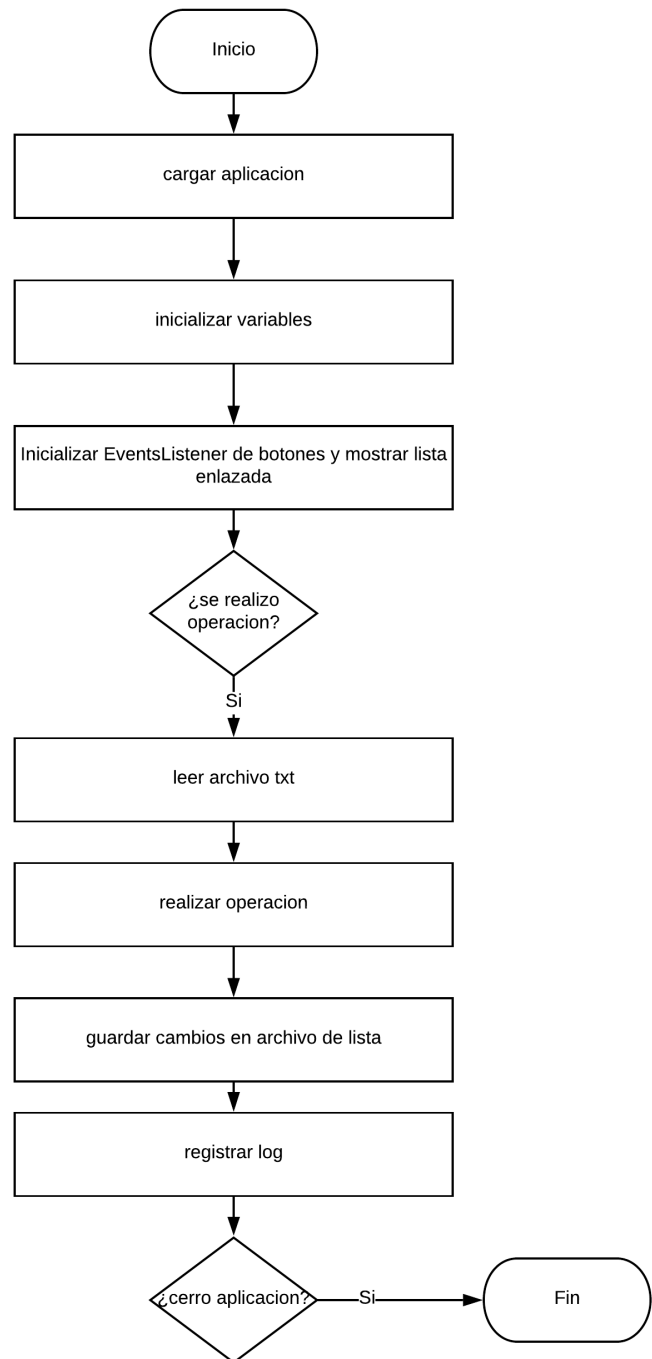 Inicio
cargar aplicacion
inicializar variables
Inicializar EventsListener de botones y mostrar lista
enlazada
¿se realizo
operacion?
Si
leer archivo txt
realizar operacion
guardar cambios en archivo de lista
registrar log
¿cerro aplicacion?
Si
Fin